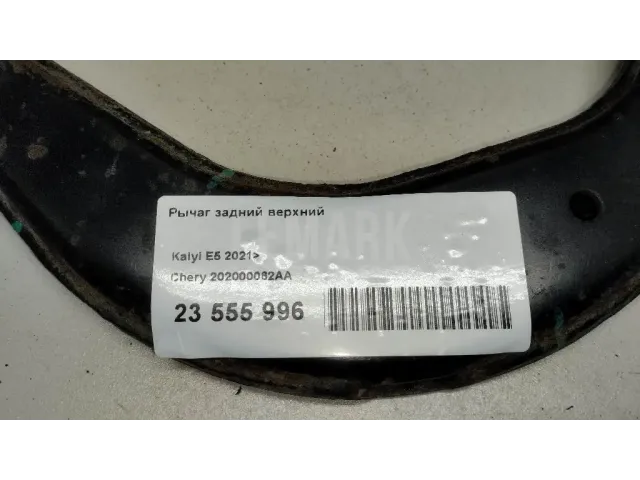 Рычаг задний верхний
Kaiyi E5 2021>
Chery 202000082AA
23 555 996